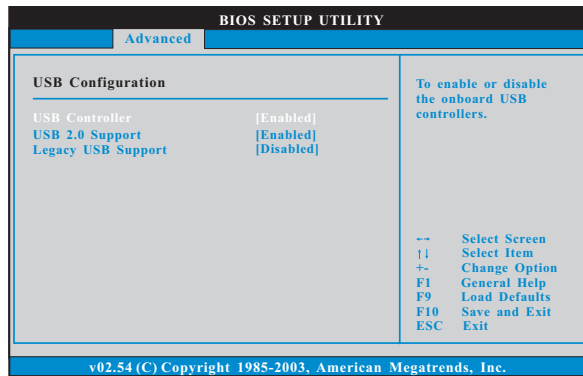 BIOS SETUP UTILITY
Advanced
USB Configuration
USB Controller [Enabled]
USB 2.0 Support [Enabled]
Legacy USB Support [Disabled]
To enable or disable
the onboard USB
controllers.
←→ Select Screen
↑↓ Select Item
+- Change Option
F1 General Help
F9 Load Defaults
F10 Save and Exit
ESC Exit
v02.54 (C) Copyright 1985-2003, American Megatrends, Inc.